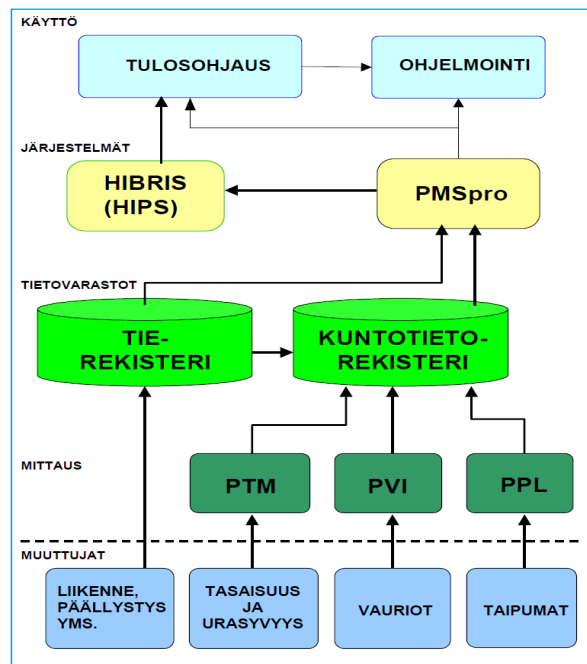 KÄYTTÖ
TULOSOHJAUS
OHJELMOINTI
JÄRJESTELMÄT
HIBRIS
(HIPS)
PMSpro
TIETOVARASTOT
TIE-
REKISTERI
KUNTOTIETO-
REKISTERI
MITTAUS
PTM
PVI
PPL
MUUTTUJAT
LIIKENNE,
PÄÄLLYSTYS
YMS.
TASAISUUS
JA
URASYVYYS
VAURIOT
TAIPUMAT